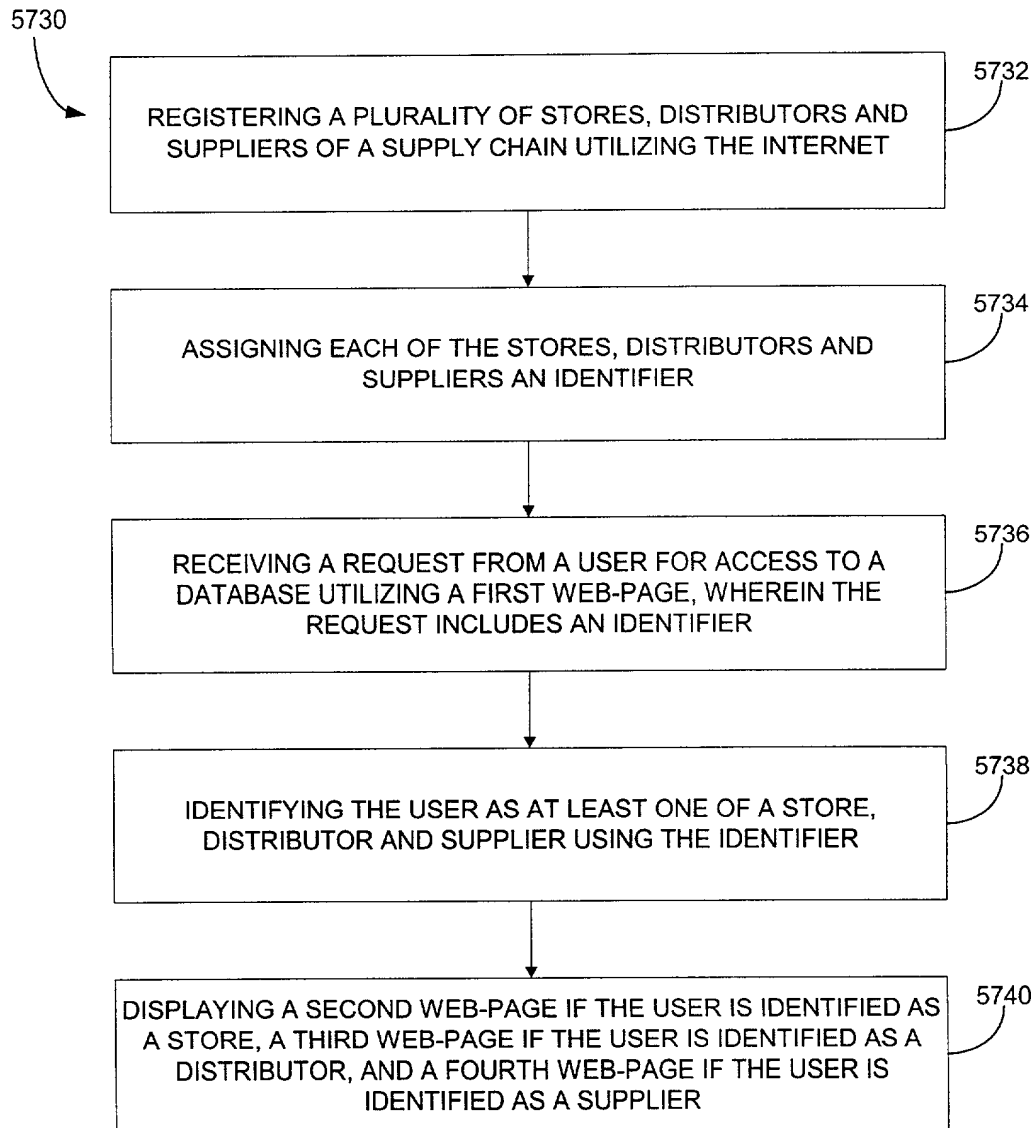 5730
5732
REGISTERING A PLURALITY OF STORES, DISTRIBUTORS AND
SUPPLIERS OF A SUPPLY CHAIN UTILIZING THE INTERNET
5734
ASSIGNING EACH OF THE STORES, DISTRIBUTORS AND
SUPPLIERS AN IDENTIFIER
5736
RECEIVING A REQUEST FROM A USER FOR ACCESS TO A
DATABASE UTILIZING A FIRST WEB-PAGE, WHEREIN THE
REQUEST INCLUDES AN IDENTIFIER
5738
IDENTIFYING THE USER AS AT LEAST ONE OF A STORE,
DISTRIBUTOR AND SUPPLIER USING THE IDENTIFIER
5740
DISPLAYING A SECOND WEB-PAGE IF THE USER IS IDENTIFIED AS
A STORE, A THIRD WEB-PAGE IF THE USER IS IDENTIFIED AS A
DISTRIBUTOR, AND A FOURTH WEB-PAGE IF THE USER IS
IDENTIFIED AS A SUPPLIER